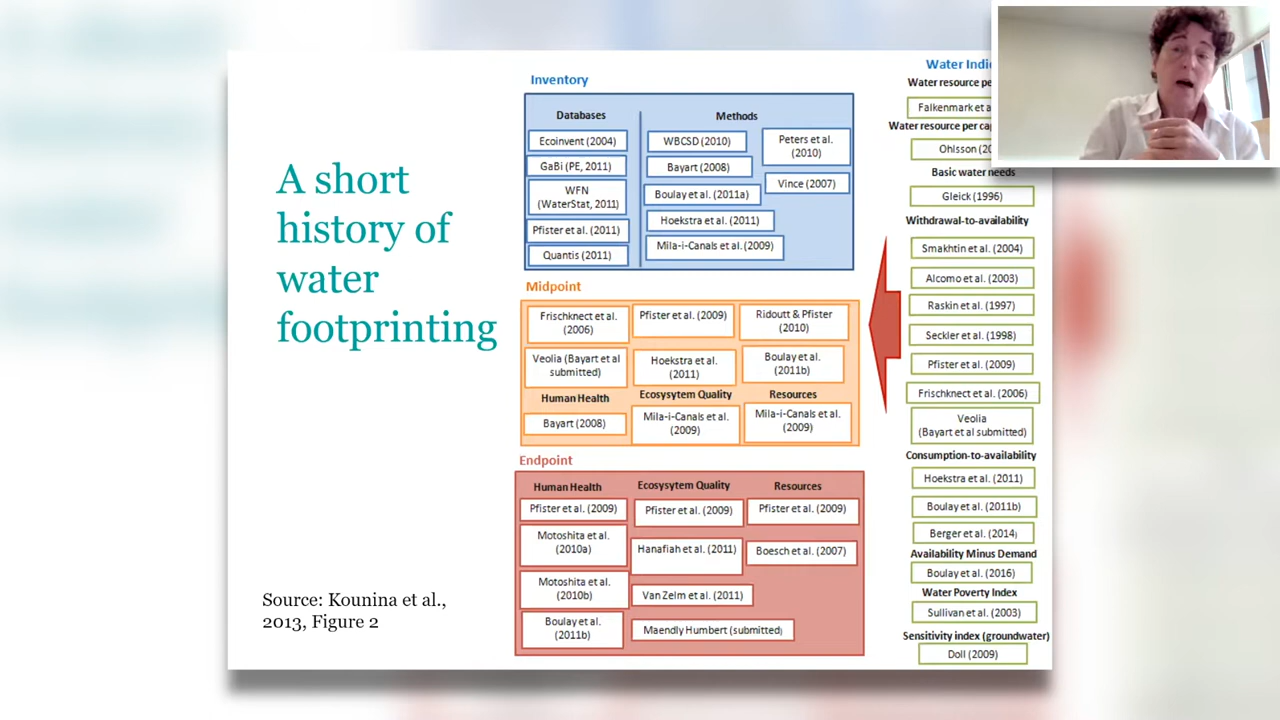 A short
history of
water
footprinting
Source: Kounina et al.,
2013, Figure 2
Inventory
Databases
Ecoinvent (2004)
GaBi (PE, 2011)
WFN
(WaterStat, 2011)
Pfister et al. (2011)
Quantis (2011)
Methods
WBCSD (2010)
Bayart (2008)
Boulay et al. (2011a)
Hoekstra et al. (2011)
Mila-i-Canals et al. (2009)
Peters et al.
(2010)
Vince (2007)
Midpoint
Frischknect et al.
(2006)
Pfister et al. (2009)
Ridoutt & Pfister
(2010)
Veolia (Bayart et al
submitted)
Hoekstra et al.
(2011)
Boulay et al.
(2011b)
Human Health
Bayart (2008)
Ecosysytem Quality
Mila-i-Canals et al.
(2009)
Resources
Mila-i-Canals et al.
(2009)
Endpoint
Human Health
Pfister et al. (2009)
Motoshita et al.
(2010a)
Motoshita et al.
(2010b)
Boulay et al.
(2011b)
Ecosysytem Quality
Pfister et al. (2009)
Hanafiah et al. (2011)
Van Zelm et al. (2011)
Maendly Humbert (submitted)
Resources
Pfister et al. (2009)
Boesch et al. (2007)
Water
Water resource
Falkenmark et
Water resource per
Ohlsson
Basic water needs
Gleick (1996)
Withdrawal-to-availability
Smakhtin et al. (2004)
Alcomo et al. (2003)
Raskin et al. (1997)
Seckler et al. (1998)
Pfister et al. (2009)
Frischknect et al. (2006)
Veolia
(Bayart et al submitted)
Consumption-to-availability
Hoekstra et al. (2011)
Boulay et al. (2011b)
Berger et al. (2014)
Availability Minus Demand
Boulay et al. (2016)
Water Poverty Index
Sullivan et al. (2003)
Sensitivity index (groundwater)
Doll (2009)